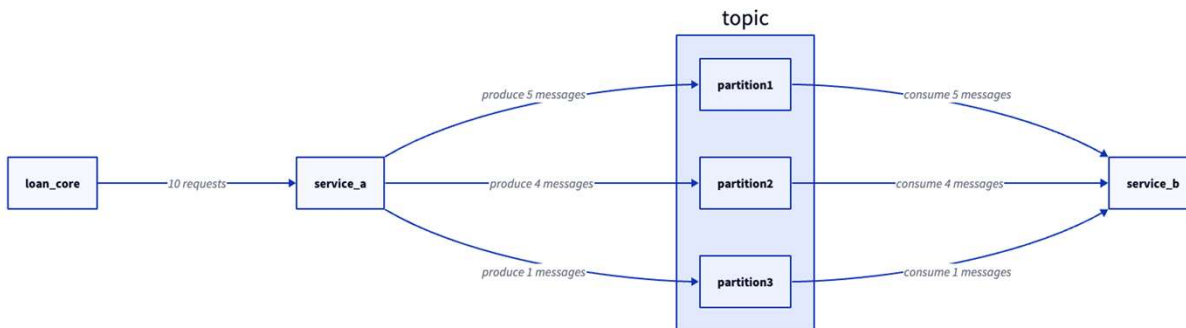 topic
partition1
produce 5 messages
consume 5 messages
loan_core
10 requests
service_a
produce 4 messages
partition2
consume 4 messages
service_b
produce 1 messages
consume 1 messages
partition3